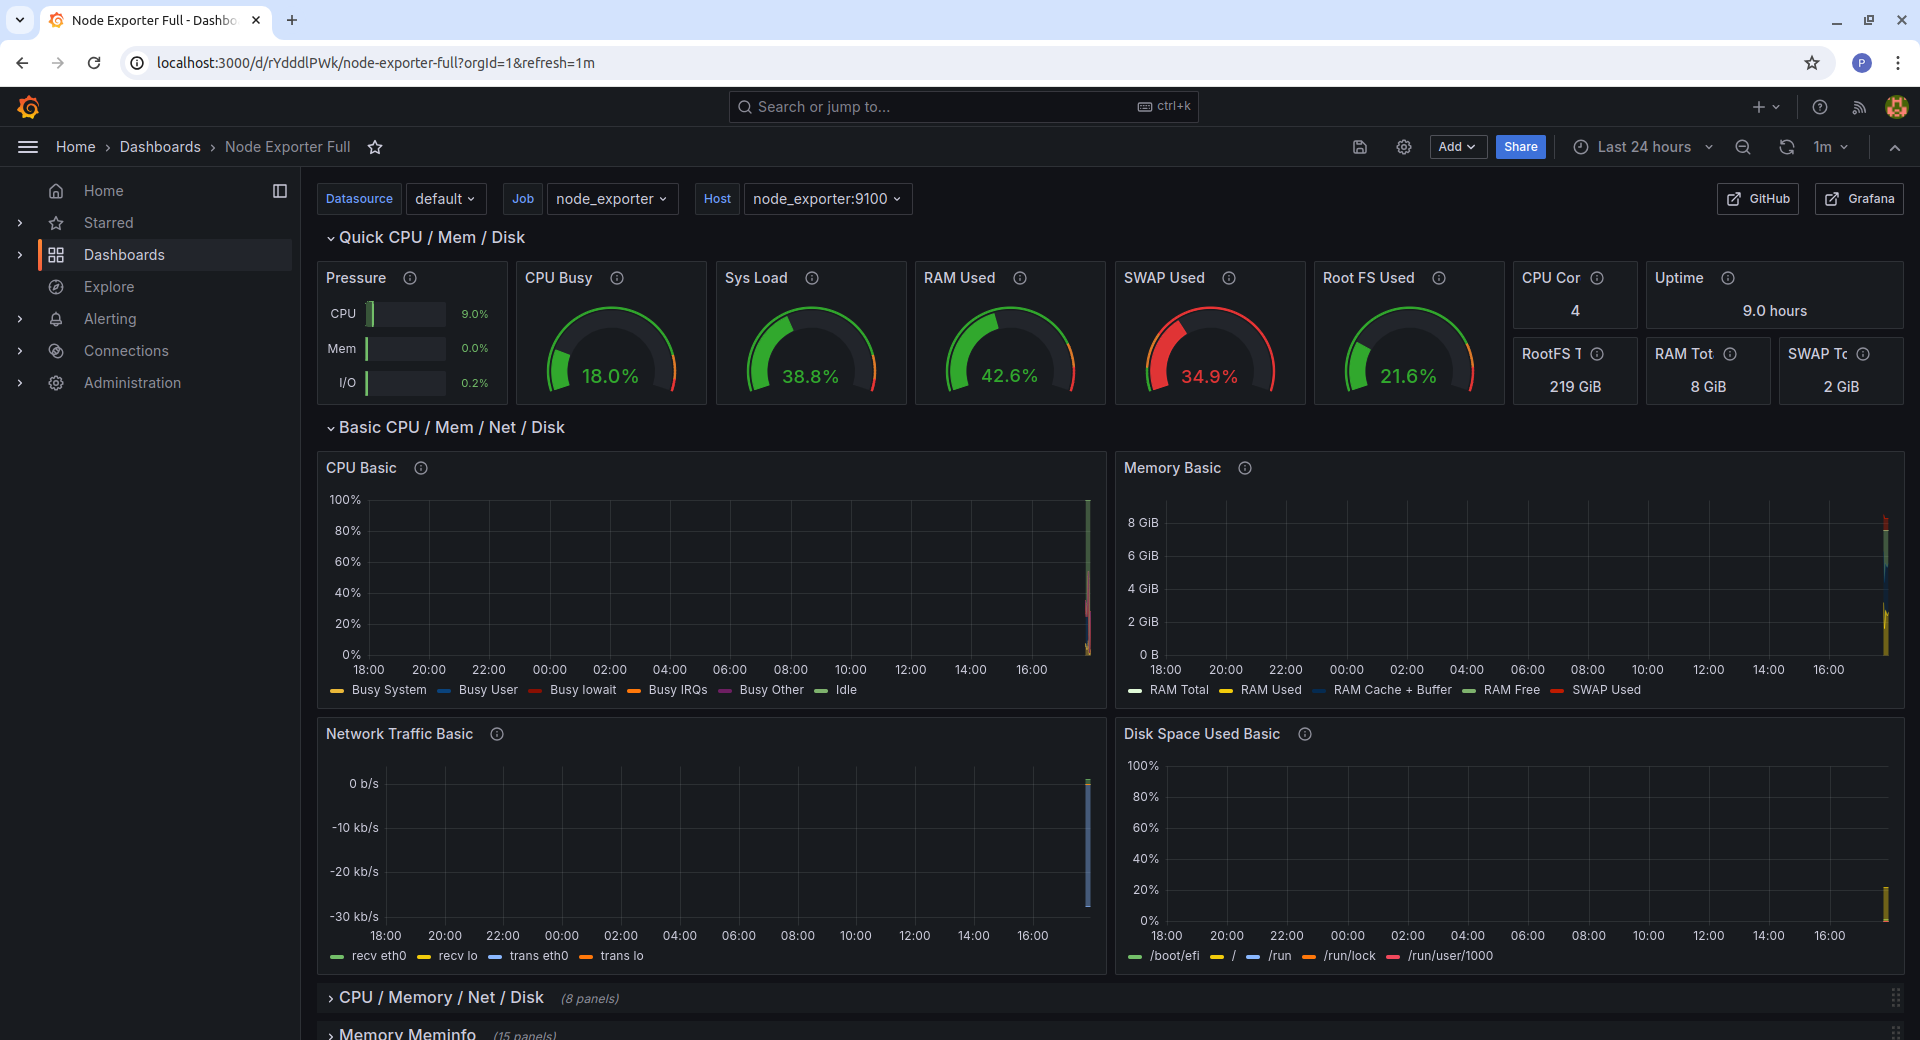 Node Exporter Full - Dashbo
localhost:3000/d/rYdddlPWk/node-exporter-full?orgId=1&refresh=1m
P
Search or jump to... ctrl+k
Home › Dashboards › Node Exporter Full
Add Share Last 24 hours 1m
Home
Starred
Dashboards
Explore
Alerting
Connections
Administration
Datasource default Job node_exporter Host node_exporter:9100 GitHub Grafana
Quick CPU / Mem / Disk
Pressure
CPU 9.0%
Mem 0.0%
I/O 0.2%
CPU Busy
18.0%
Sys Load
38.8%
RAM Used
42.6%
SWAP Used
34.9%
Root FS Used
21.6%
CPU Cor
4
Uptime
9.0 hours
RootFS T
219 GiB
RAM Tot
8 GiB
SWAP Tc
2 GiB
Basic CPU / Mem / Net / Disk
CPU Basic
100%
80%
60%
40%
20%
0%
18:00 20:00 22:00 00:00 02:00 04:00 06:00 08:00 10:00 12:00 14:00 16:00
Busy System Busy User Busy Iowait Busy IRQs Busy Other Idle
Memory Basic
8 GiB
6 GiB
4 GiB
2 GiB
0 B
18:00 20:00 22:00 00:00 02:00 04:00 06:00 08:00 10:00 12:00 14:00 16:00
RAM Total RAM Used RAM Cache + Buffer RAM Free SWAP Used
Network Traffic Basic
0 b/s
-10 kb/s
-20 kb/s
-30 kb/s
18:00 20:00 22:00 00:00 02:00 04:00 06:00 08:00 10:00 12:00 14:00 16:00
recv eth0 recv lo trans eth0 trans lo
Disk Space Used Basic
100%
80%
60%
40%
20%
0%
18:00 20:00 22:00 00:00 02:00 04:00 06:00 08:00 10:00 12:00 14:00 16:00
/boot/efi / /run /run/lock /run/user/1000
CPU / Memory / Net / Disk (8 panels)
Memory Meminfo (15 panels)